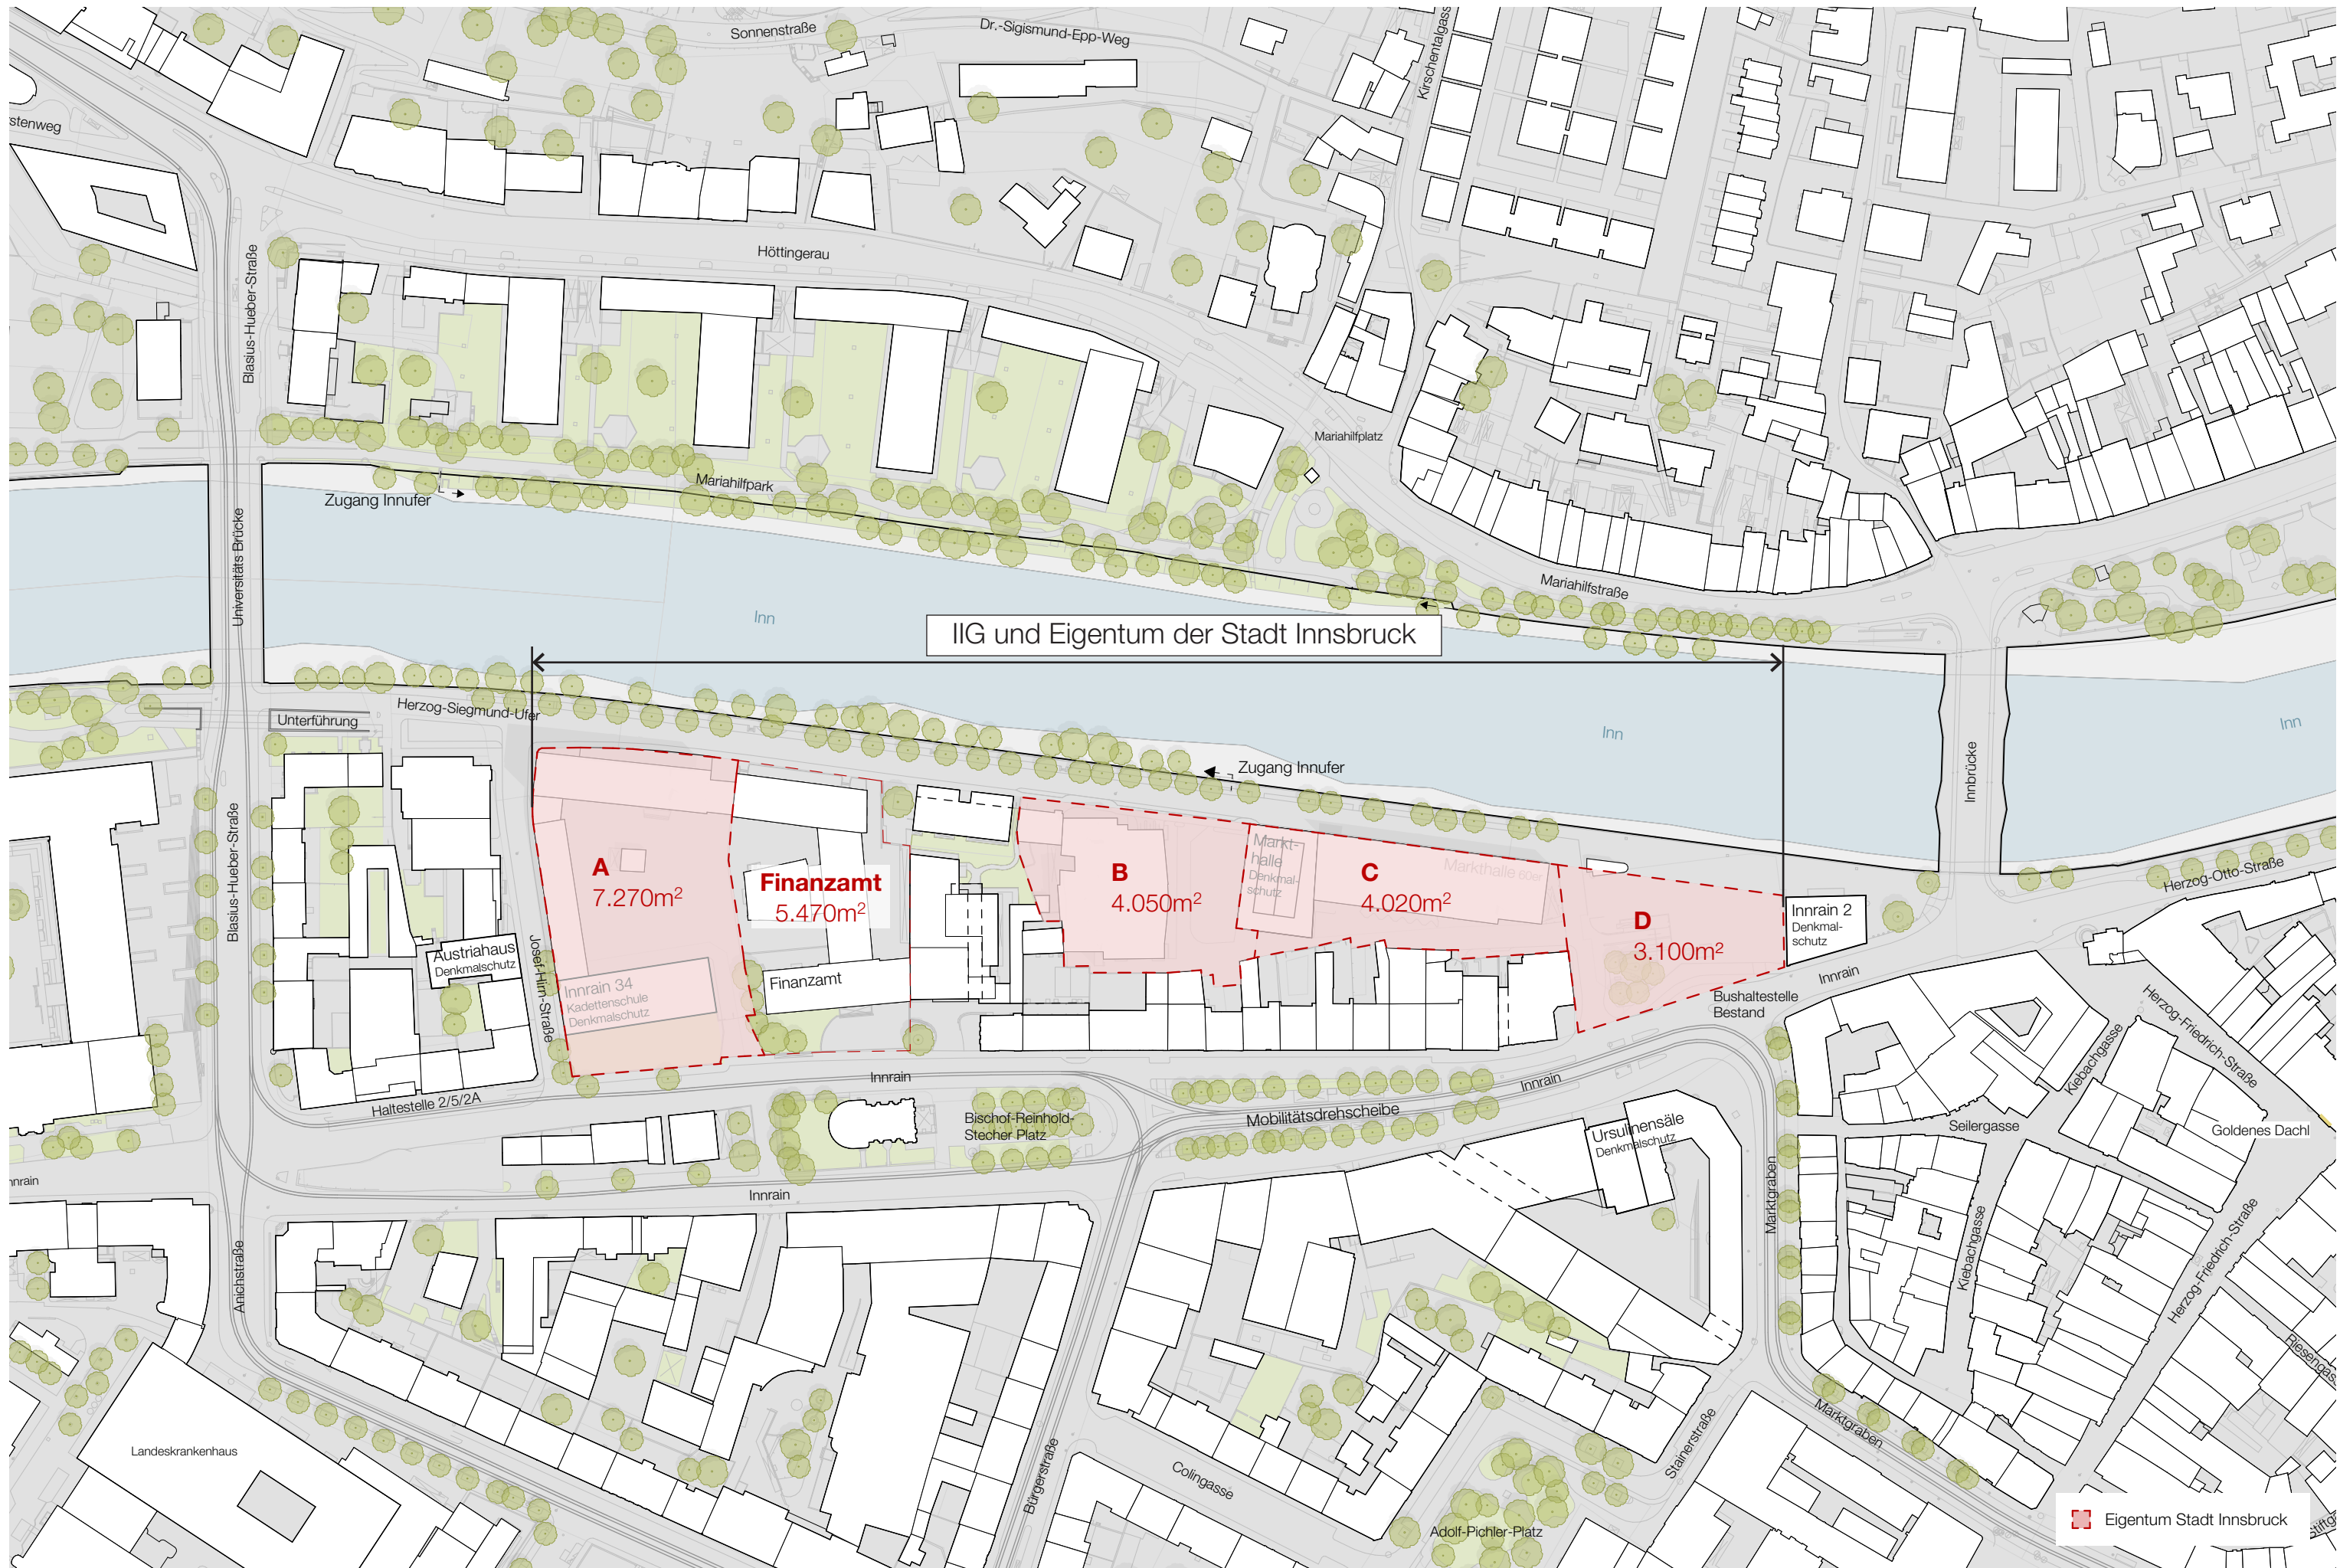 Sonnenstraße
Dr.-Sigismund-Epp-Weg
Kirschentalgasse
stenweg
Höttingerau
Blasius-Hueber-Straße
Mariahilfplatz
Mariahilfpark
Zugang Innufer
Universitäts Brücke
Mariahilfstraße
Inn
IIG und Eigentum der Stadt Innsbruck
Inn
Inn
Herzog-Siegmund-Ufer
Unterführung
Zugang Innufer
Innbrücke
Blasius-Hueber-Straße
A
7.270m²
Finanzamt
5.470m²
B
4.050m²
Markt-
halle
Denkmal-
schutz
C
4.020m²
Markthalle 60er
D
3.100m²
Innrain 2
Denkmal-
schutz
Herzog-Otto-Straße
Austriahaus
Denkmalschutz
Josef-Hirn-Straße
Innrain 34
Kadettenschule
Denkmalschutz
Finanzamt
Innrain
Bushaltestelle
Bestand
Herzog-Friedrich-Straße
Kiebachgasse
Innrain
Innrain
Haltestelle 2/5/2A
Bischof-Reinhold-
Stecher Platz
Mobilitätsdrehscheibe
Ursulinensäle
Denkmalschutz
Seilergasse
Goldenes Dachl
nnrain
Innrain
Marktgraben
Kiebachgasse
Herzog-Friedrich-Straße
Anichstraße
Riesengas
Landeskrankenhaus
Bürgerstraße
Colingasse
Stainerstraße
Marktgraben
Adolf-Pichler-Platz
Eigentum Stadt Innsbruck